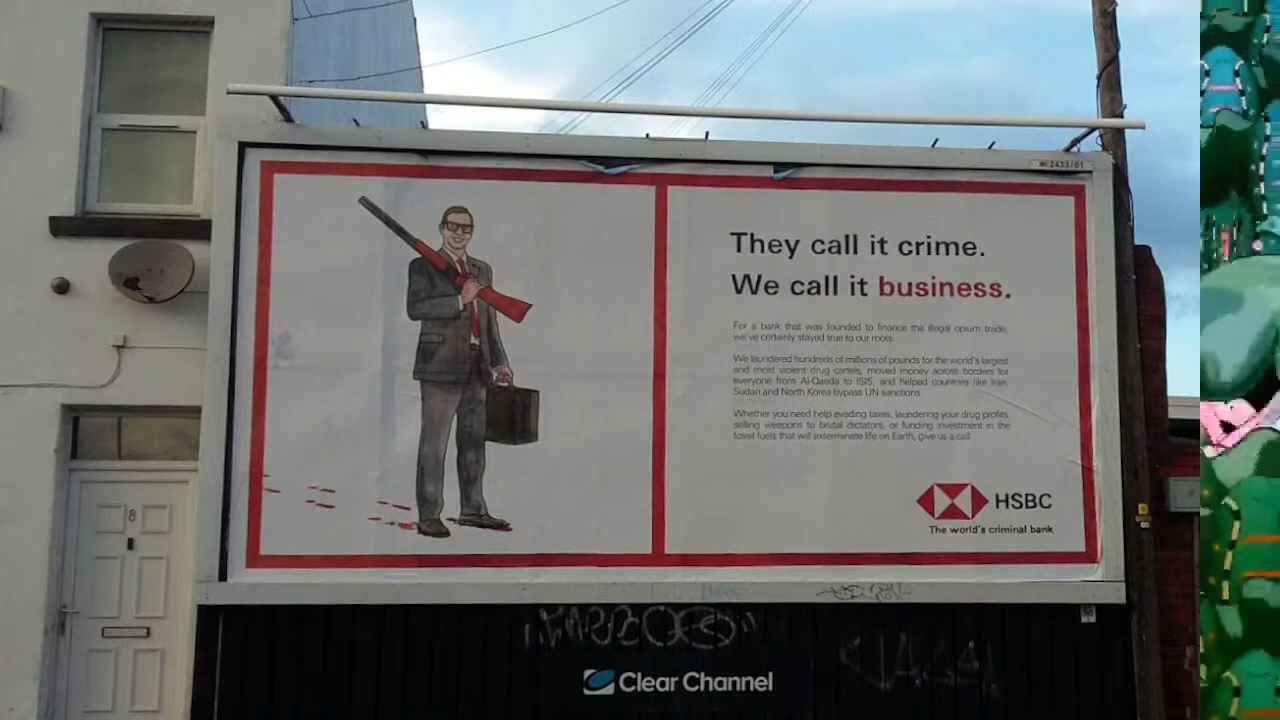 8
№ 2433/01
They call it crime.
We call it business.
For a bank that was founded to finance the illegal opium trade,
we've certainly stayed true to our roots.
We laundered hundreds of millions of pounds for the world's largest
and most violent drug cartels, moved money across borders for
everyone from Al-Qaeda to ISIS, and helped countries like Iran,
Sudan and North Korea bypass UN sanctions.
Whether you need help evading taxes, laundering your drug profits,
selling weapons to brutal dictators, or funding investment in the
fossil fuels that will exterminate life on Earth, give us a call
HSBC
The world's criminal bank
Clear Channel